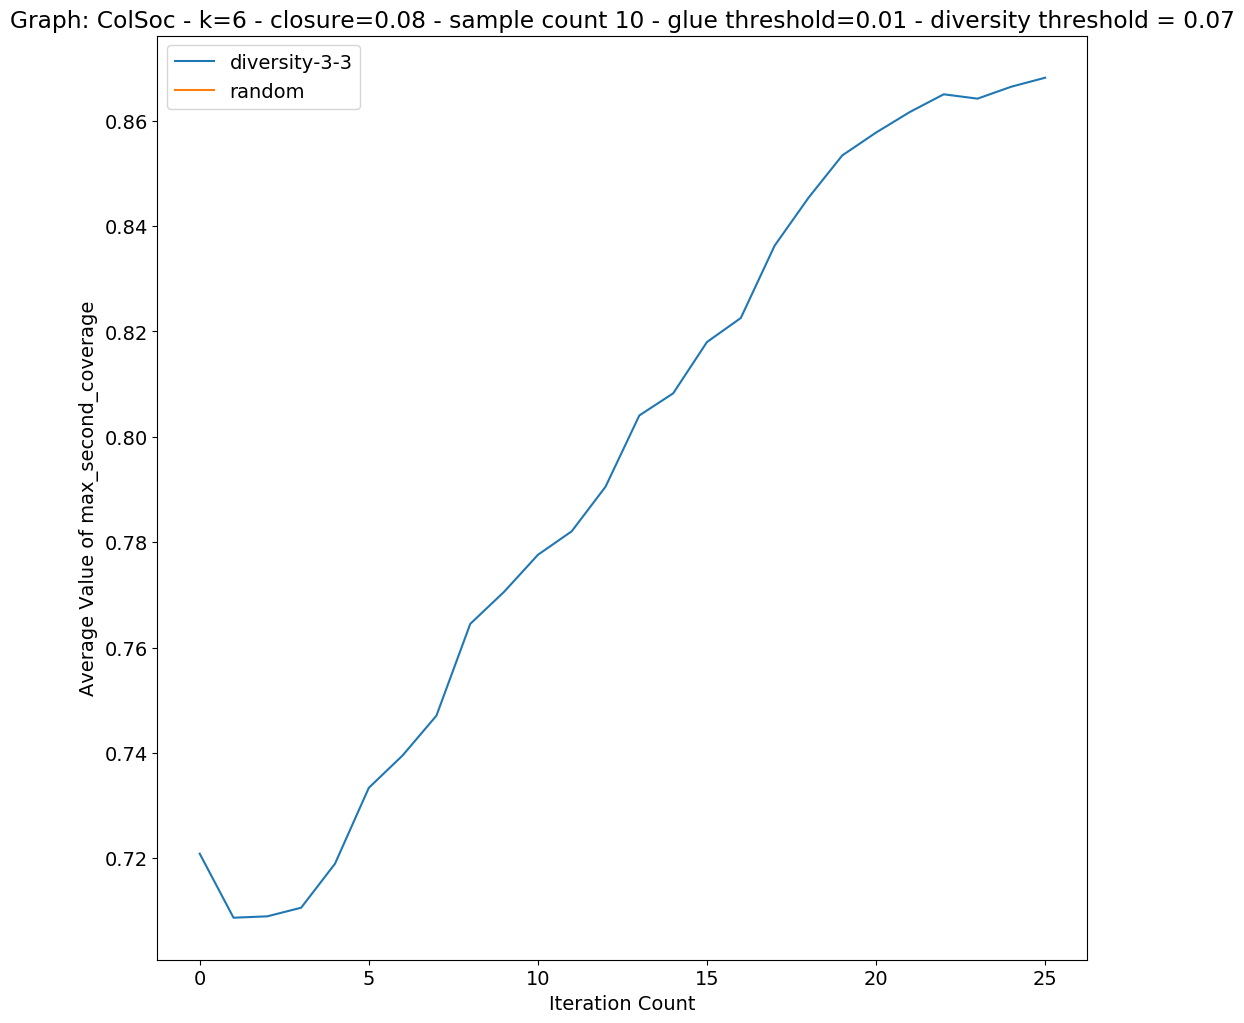 Graph: ColSoc - k=6 - closure=0.08 - sample count 10 - glue threshold=0.01 - diversity threshold = 0.07
diversity-3-3
random
0.86
0.84
0.82
0.80
0.78
0.76
0.74
0.72
Average Value of max_second_coverage
0 5 10 15 20 25
Iteration Count